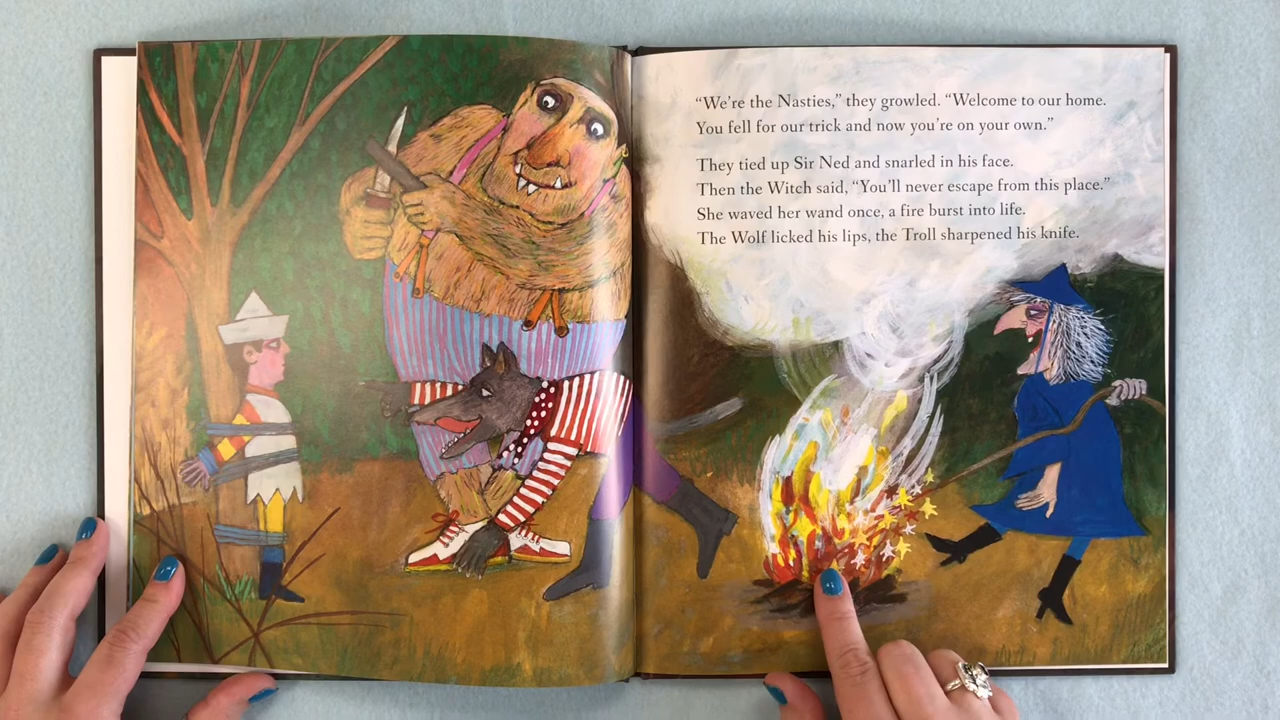 “We’re the Nasties,” they growled. “Welcome to our home.
You fell for our trick and now you’re on your own.”
They tied up Sir Ned and snarled in his face.
Then the Witch said, “You’ll never escape from this place.”
She waved her wand once, a fire burst into life.
The Wolf licked his lips, the Troll sharpened his knife.